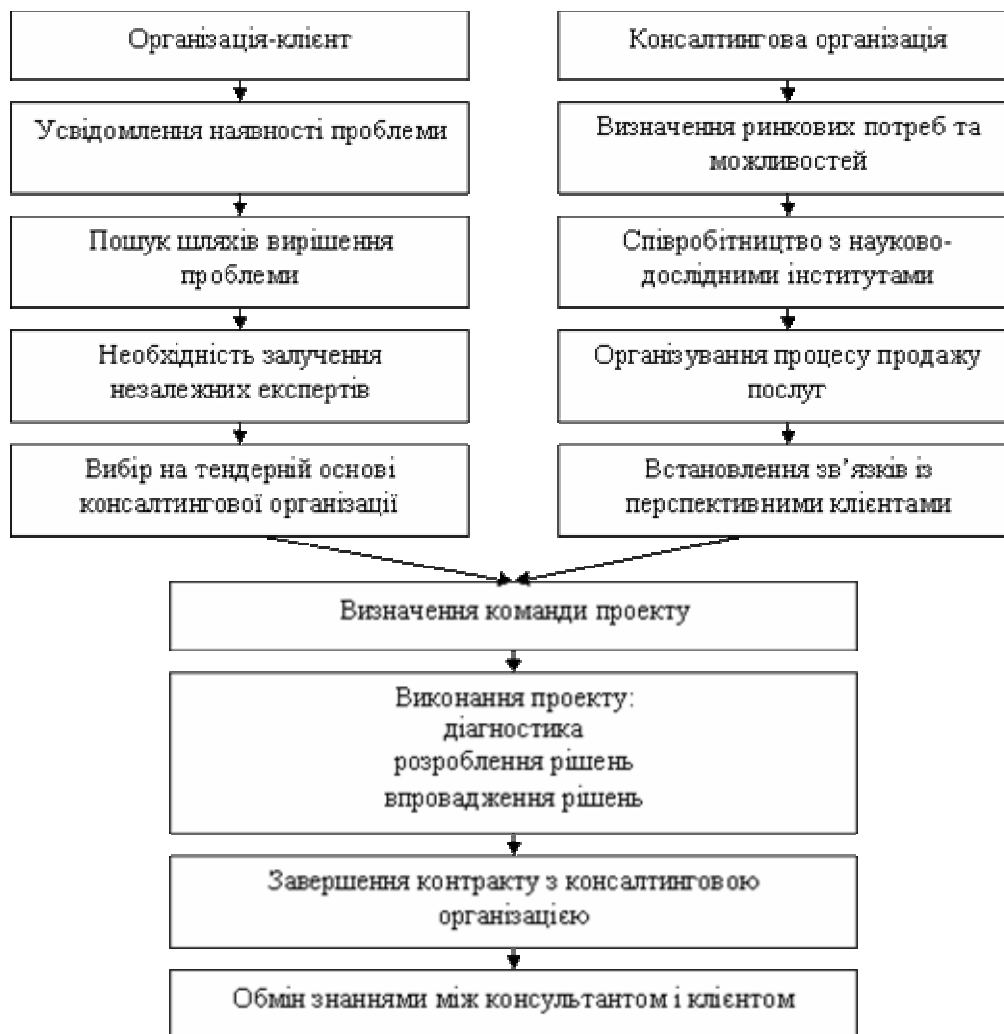 Організація-клієнт
Усвідомлення наявності проблеми
Пошук шляхів вирішення
проблеми
Необхідність залучення
незалежних експертів
Вибір на тендерній основі
консалтингової організації
Консалтингова організація
Визначення ринкових потреб та
можливостей
Співробітництво з науково-
дослідними інститутами
Організування процесу продажу
послуг
Встановлення зв’язків із
перспективними клієнтами
Визначення команди проекту
Виконання проекту:
діагностика
розроблення рішень
впровадження рішень
Завершення контракту з консалтинговою
організацією
Обмін знаннями між консультантом і клієнтом